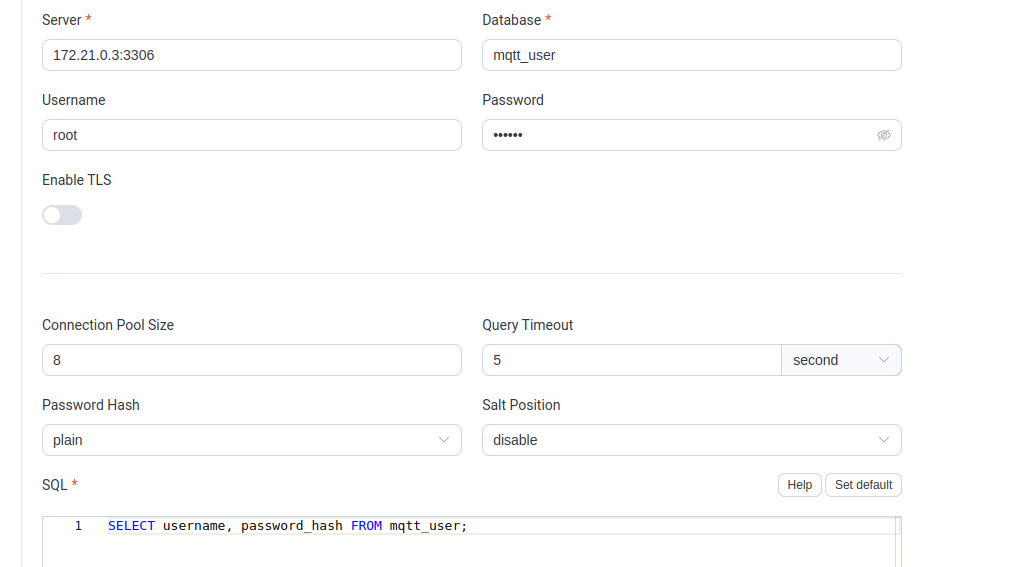 Server *
Database *
172.21.0.3:3306
mqtt_user
Username
Password
root
••••••
Enable TLS
Connection Pool Size
Query Timeout
8
5
second
Password Hash
Salt Position
plain
disable
SQL *
Help
Set default
1 SELECT username, password_hash FROM mqtt_user;